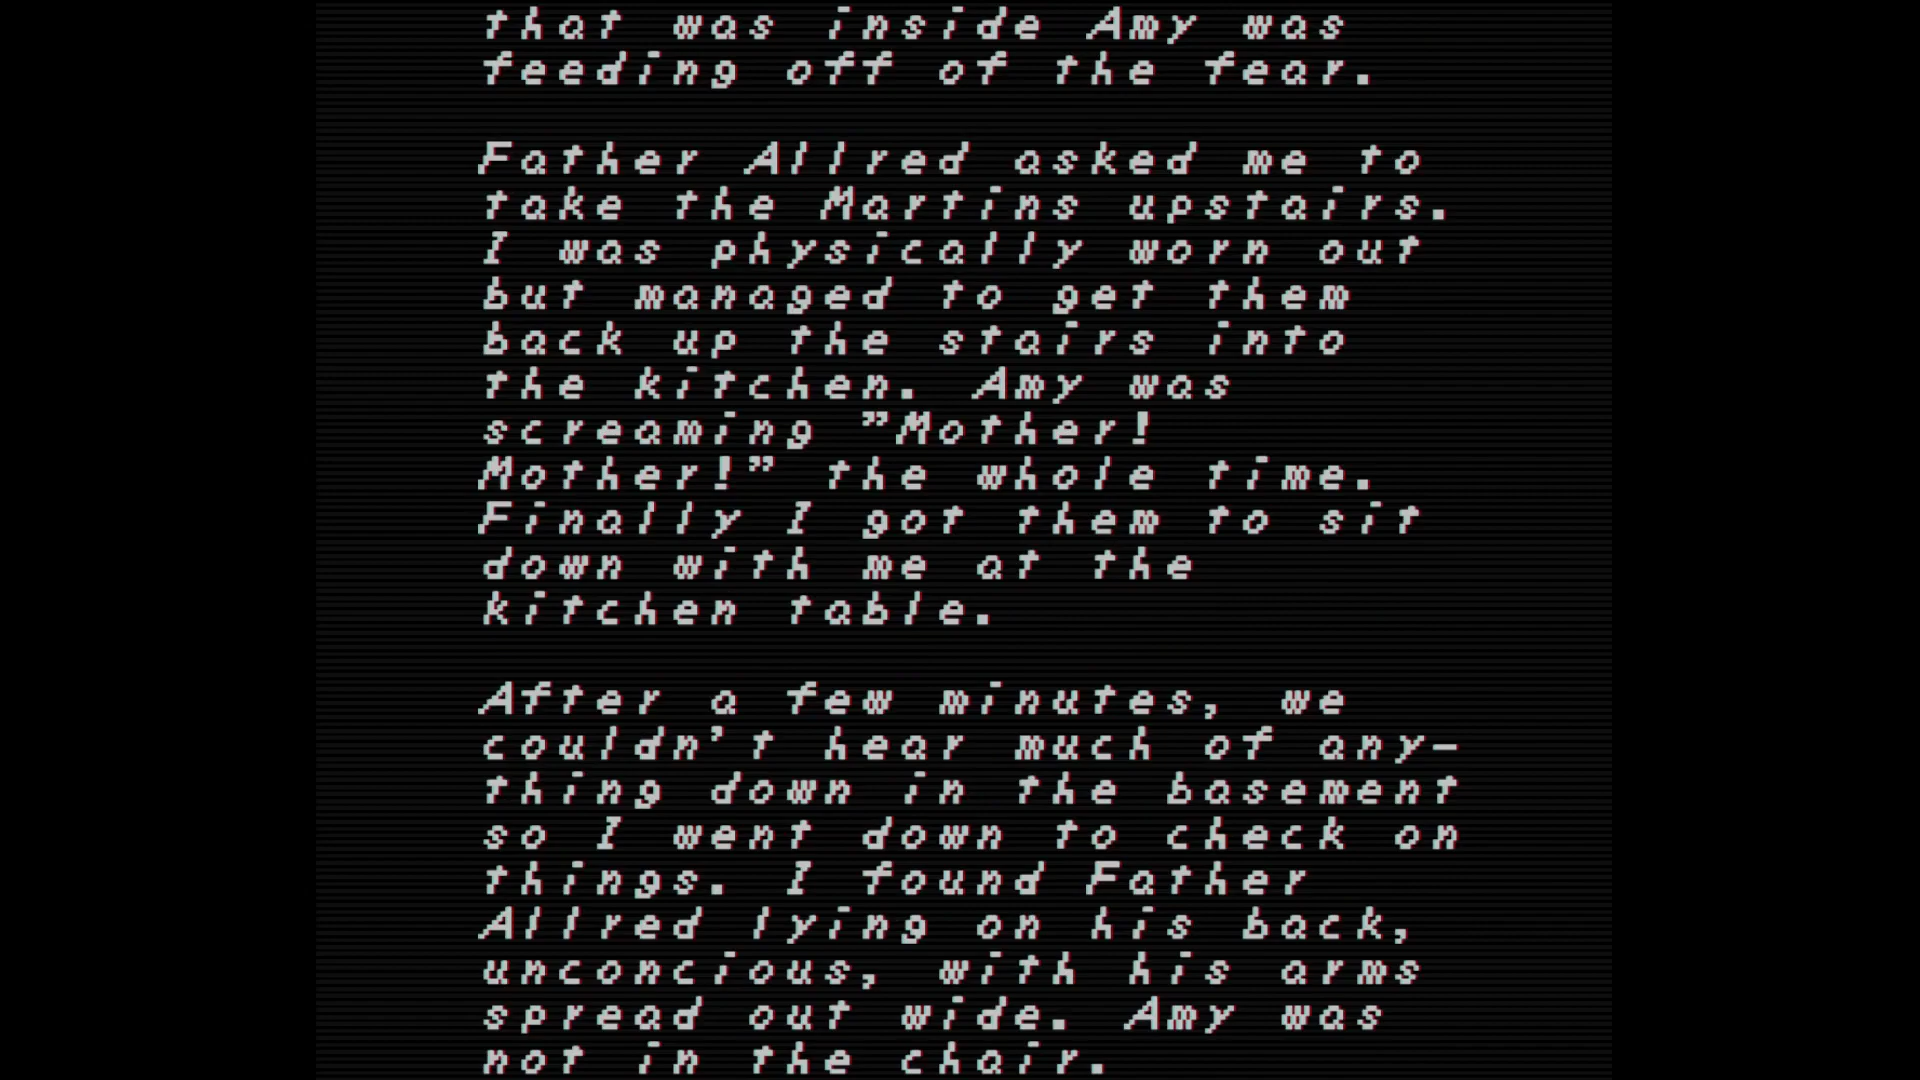 that was inside Amy was
feeding off of the fear.
Father Allred asked me to
take the Martins upstairs.
I was physically worn out
but managed to get them
back up the stairs into
the kitchen. Amy was
screaming "Mother!
Mother!" the whole time.
Finally I got them to sit
down with me at the
kitchen table.
After a few minutes, we
couldn't hear much of any-
thing down in the basement
so I went down to check on
things. I found Father
Allred lying on his back,
unconcious, with his arms
spread out wide. Amy was
not in the chair.